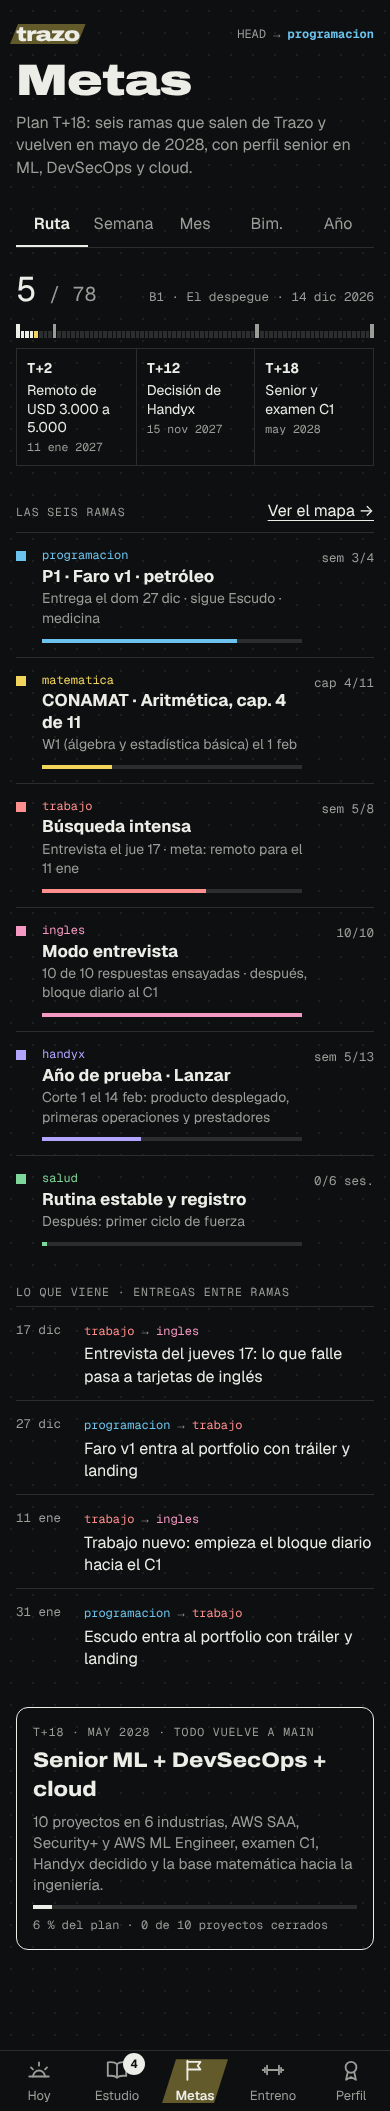 trazo
HEAD → programacion
Metas
Plan T+18: seis ramas que salen de Trazo y
vuelven en mayo de 2028, con perfil senior en
ML, DevSecOps y cloud.
Ruta Semana Mes Bim. Año
5 / 78
B1 · El despegue · 14 dic 2026
T+2
Remoto de
USD 3.000 a
5.000
11 ene 2027
T+12
Decisión de
Handyx
15 nov 2027
T+18
Senior y
examen C1
may 2028
LAS SEIS RAMAS
Ver el mapa →
programacion
sem 3/4
P1 · Faro v1 · petróleo
Entrega el dom 27 dic · sigue Escudo ·
medicina
matematica
cap 4/11
CONAMAT · Aritmética, cap. 4
de 11
W1 (álgebra y estadística básica) el 1 feb
trabajo
sem 5/8
Búsqueda intensa
Entrevista el jue 17 · meta: remoto para el
11 ene
ingles
10/10
Modo entrevista
10 de 10 respuestas ensayadas · después,
bloque diario al C1
handyx
sem 5/13
Año de prueba · Lanzar
Corte 1 el 14 feb: producto desplegado,
primeras operaciones y prestadores
salud
0/6 ses.
Rutina estable y registro
Después: primer ciclo de fuerza
LO QUE VIENE · ENTREGAS ENTRE RAMAS
17 dic
trabajo → ingles
Entrevista del jueves 17: lo que falle
pasa a tarjetas de inglés
27 dic
programacion → trabajo
Faro v1 entra al portfolio con tráiler y
landing
11 ene
trabajo → ingles
Trabajo nuevo: empieza el bloque diario
hacia el C1
31 ene
programacion → trabajo
Escudo entra al portfolio con tráiler y
landing
T+18 · MAY 2028 · TODO VUELVE A MAIN
Senior ML + DevSecOps +
cloud
10 proyectos en 6 industrias, AWS SAA,
Security+ y AWS ML Engineer, examen C1,
Handyx decidido y la base matemática hacia la
ingeniería.
6 % del plan · 0 de 10 proyectos cerrados
4
Hoy Estudio Metas Entreno Perfil